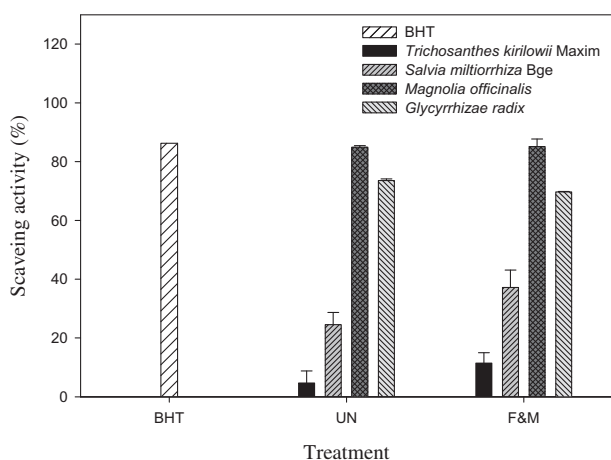 BHT
Trichosanthes kirilowii Maxim
Salvia miltiorrhiza Bge
Magnolia officinalis
Glycyrrhizae radix
Scaveing activity (%)
120
100
80
60
40
20
0
BHT UN F&M
Treatment